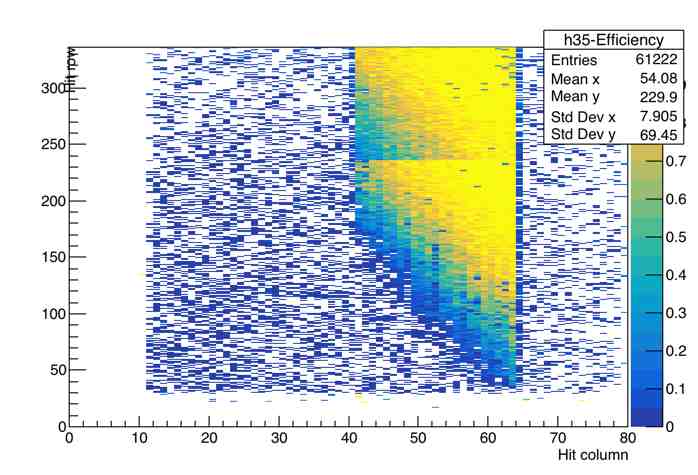 h35-Efficiency
Entries 61222
Mean x 54.08
Mean y 229.9
Std Dev x 7.905
Std Dev y 69.45
300
250
200
150
100
50
0
0 10 20 30 40 50 60 70 80
Hit column
0.7
0.6
0.5
0.4
0.3
0.2
0.1
0